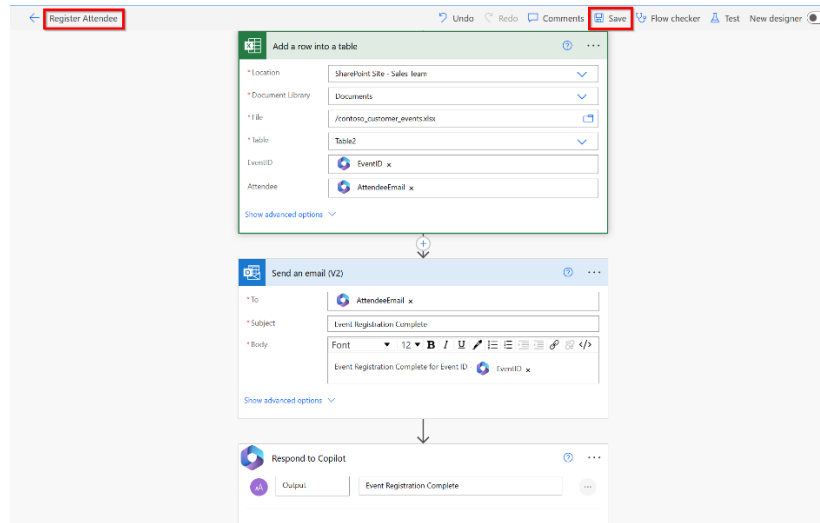 Register Attendee
Undo Redo Comments Save Flow checker Test New designer
Add a row into a table
* Location SharePoint Site - Sales Team
* Document Library Documents
* File /contoso_customer_events.xlsx
* Table Table2
EventID EventID ×
Attendee AttendeeEmail ×
Show advanced options
Send an email (V2)
* To AttendeeEmail ×
* Subject Event Registration Complete
* Body Font 12 B I U </>
Event Registration Complete for Event ID - EventID ×
Show advanced options
Respond to Copilot
AA Output Event Registration Complete